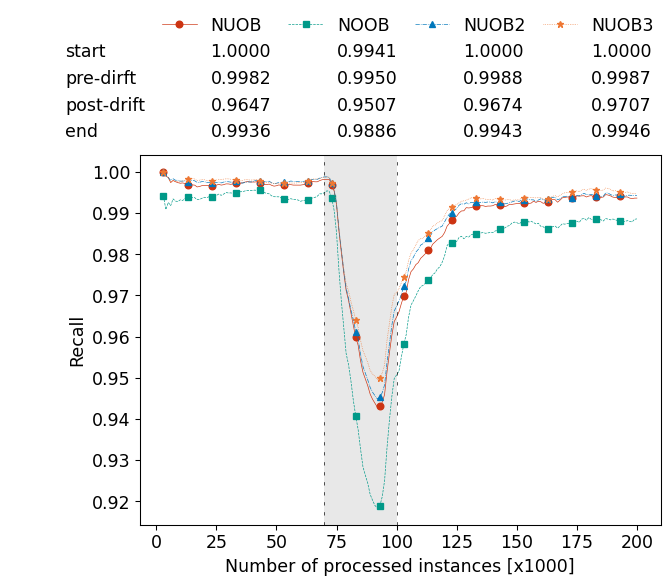 NUOB NOOB NUOB2 NUOB3
start 1.0000 0.9941 1.0000 1.0000
pre-dirft 0.9982 0.9950 0.9988 0.9987
post-drift 0.9647 0.9507 0.9674 0.9707
end 0.9936 0.9886 0.9943 0.9946
1.00
0.99
0.98
0.97
0.96
0.95
0.94
0.93
0.92
Recall
0 25 50 75 100 125 150 175 200
Number of processed instances [x1000]